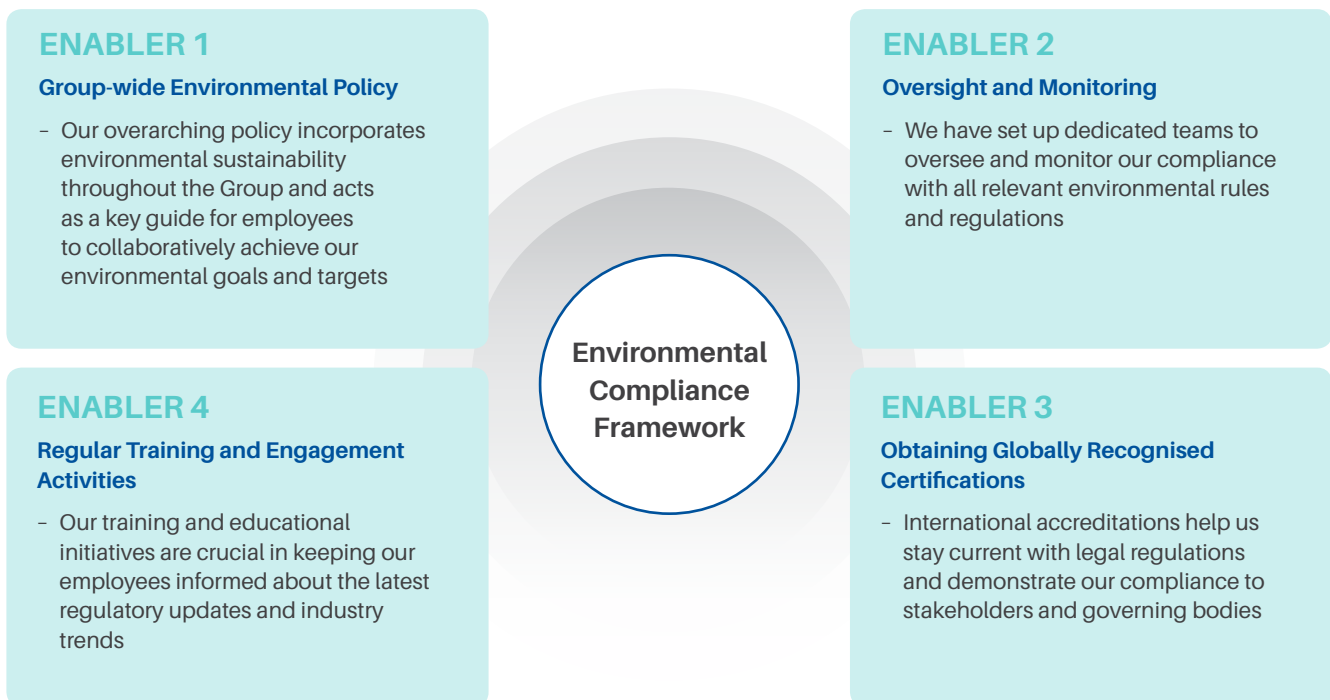 ENABLER 1
Group-wide Environmental Policy
– Our overarching policy incorporates
environmental sustainability
throughout the Group and acts
as a key guide for employees
to collaboratively achieve our
environmental goals and targets
ENABLER 2
Oversight and Monitoring
– We have set up dedicated teams to
oversee and monitor our compliance
with all relevant environmental rules
and regulations
Environmental
Compliance
Framework
ENABLER 4
Regular Training and Engagement
Activities
– Our training and educational
initiatives are crucial in keeping our
employees informed about the latest
regulatory updates and industry
trends
ENABLER 3
Obtaining Globally Recognised
Certifications
– International accreditations help us
stay current with legal regulations
and demonstrate our compliance to
stakeholders and governing bodies